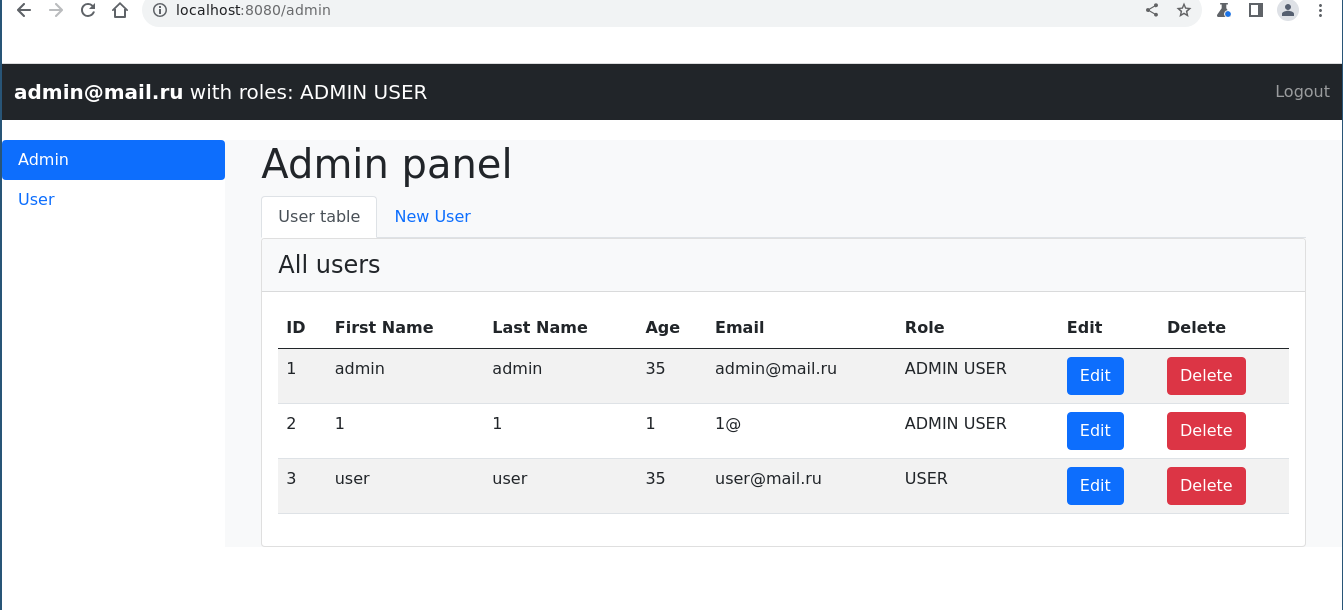 localhost:8080/admin
admin@mail.ru with roles: ADMIN USER Logout
Admin
User
Admin panel
User table New User
All users
ID First Name Last Name Age Email Role Edit Delete
1 admin admin 35 admin@mail.ru ADMIN USER Edit Delete
2 1 1 1 1@ ADMIN USER Edit Delete
3 user user 35 user@mail.ru USER Edit Delete